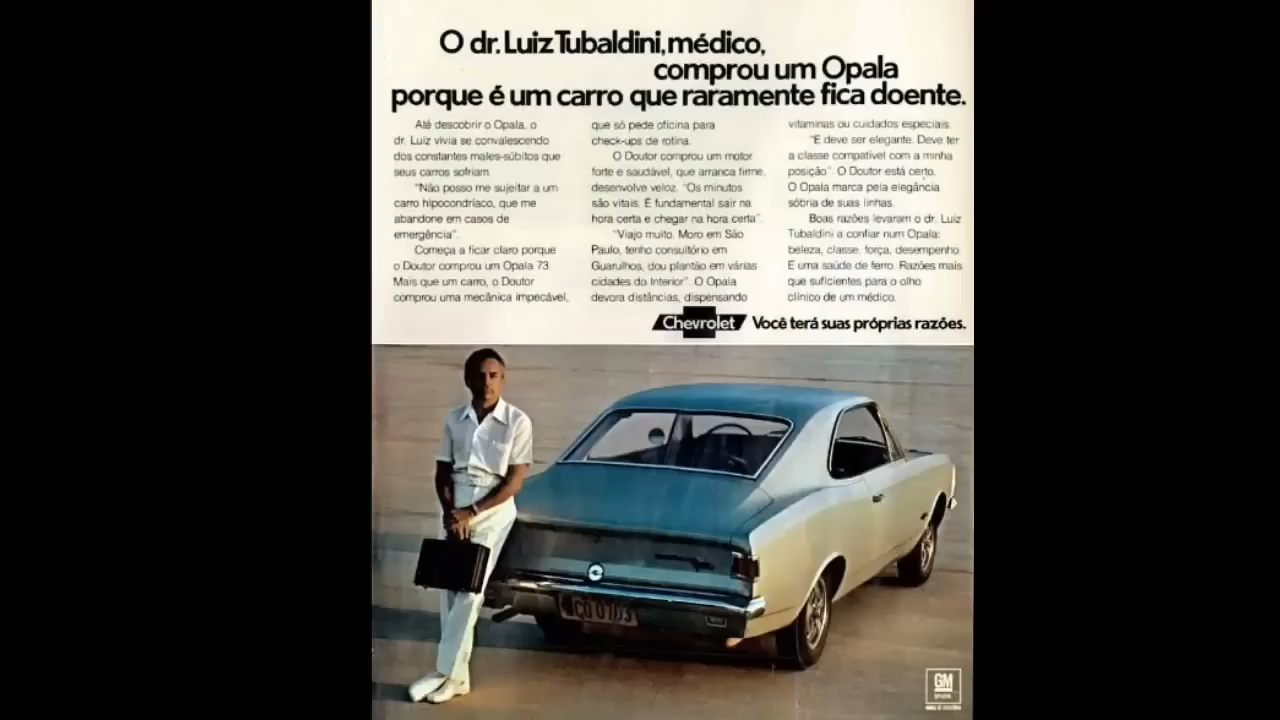 O dr. Luiz Tubaldini, médico,
comprou um Opala
porque é um carro que raramente fica doente.
Até descobrir o Opala, o
dr. Luiz vivia se convalescendo
dos constantes males-súbitos que
seus carros sofriam.
"Não posso me sujeitar a um
carro hipocondríaco, que me
abandone em casos de
emergência".
Começa a ficar claro porque
o Doutor comprou um Opala 73.
Mais que um carro, o Doutor
comprou uma mecânica impecável,
que só pede oficina para
check-ups de rotina.
O Doutor comprou um motor
forte e saudável, que arranca firme,
desenvolve veloz. "Os minutos
são vitais. É fundamental sair na
hora certa e chegar na hora certa".
"Viajo muito. Moro em São
Paulo, tenho consultório em
Guarulhos, dou plantão em várias
cidades do Interior". O Opala
devora distâncias, dispensando
vitaminas ou cuidados especiais.
"E deve ser elegante. Deve ter
a classe compatível com a minha
posição". O Doutor está certo.
O Opala marca pela elegância
sóbria de suas linhas.
Boas razões levaram o dr. Luiz
Tubaldini a confiar num Opala:
beleza, classe, força, desempenho.
E uma saúde de ferro. Razões mais
que suficientes para o olho
clínico de um médico.
Chevrolet Você terá suas próprias razões.
GM